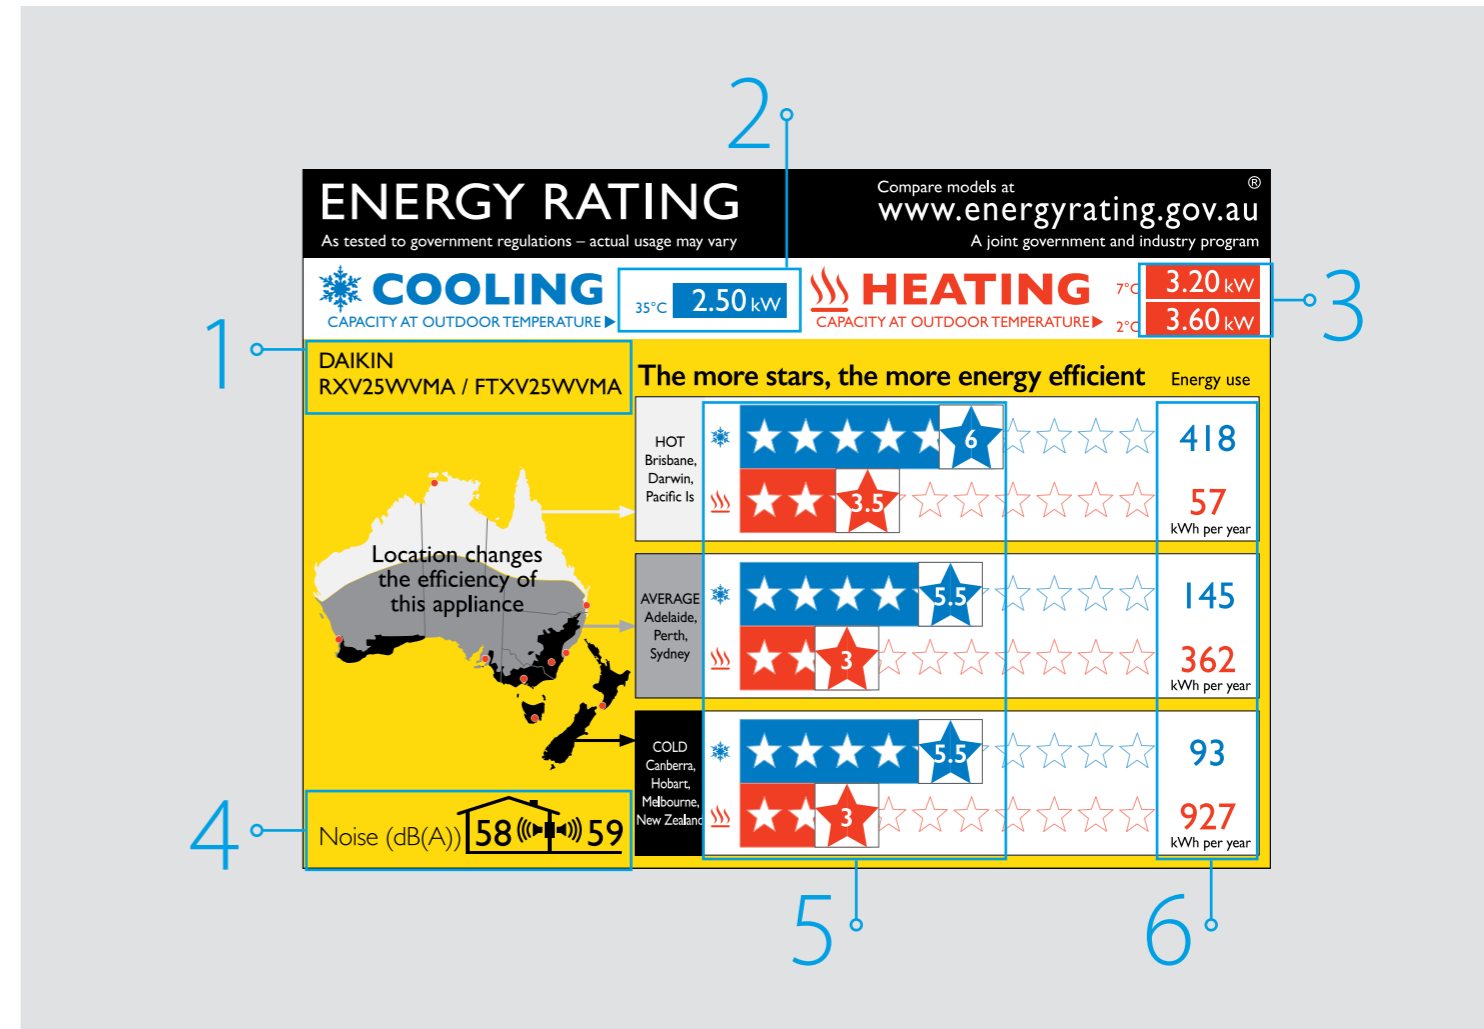 2
ENERGY RATING
As tested to government regulations – actual usage may vary
Compare models at
®
www.energyrating.gov.au
A joint government and industry program
COOLING
CAPACITY AT OUTDOOR TEMPERATURE
35°C 2.50 kW
HEATING
CAPACITY AT OUTDOOR TEMPERATURE
7°C 3.20 kW
2°C 3.60 kW
3
1
DAIKIN
RXV25WVMA / FTXV25WVMA
The more stars, the more energy efficient
Energy use
Location changes
the efficiency of
this appliance
HOT
Brisbane,
Darwin,
Pacific Is
6
418
3.5
57
kWh per year
AVERAGE
Adelaide,
Perth,
Sydney
5.5
145
3
362
kWh per year
COLD
Canberra,
Hobart,
Melbourne,
New Zealand
5.5
93
3
927
kWh per year
4
Noise (dB(A)) 58 59
5
6